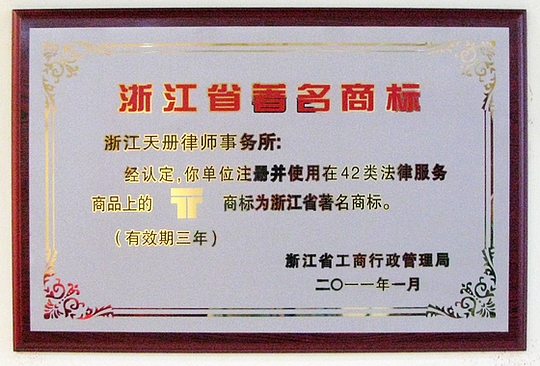 浙江省著名商标
浙江天册律师事务所:
经认定,你单位注册并使用在42类法律服务
商品上的 商标为浙江省著名商标。
(有效期三年)
浙江省工商行政管理局
二〇一一年一月